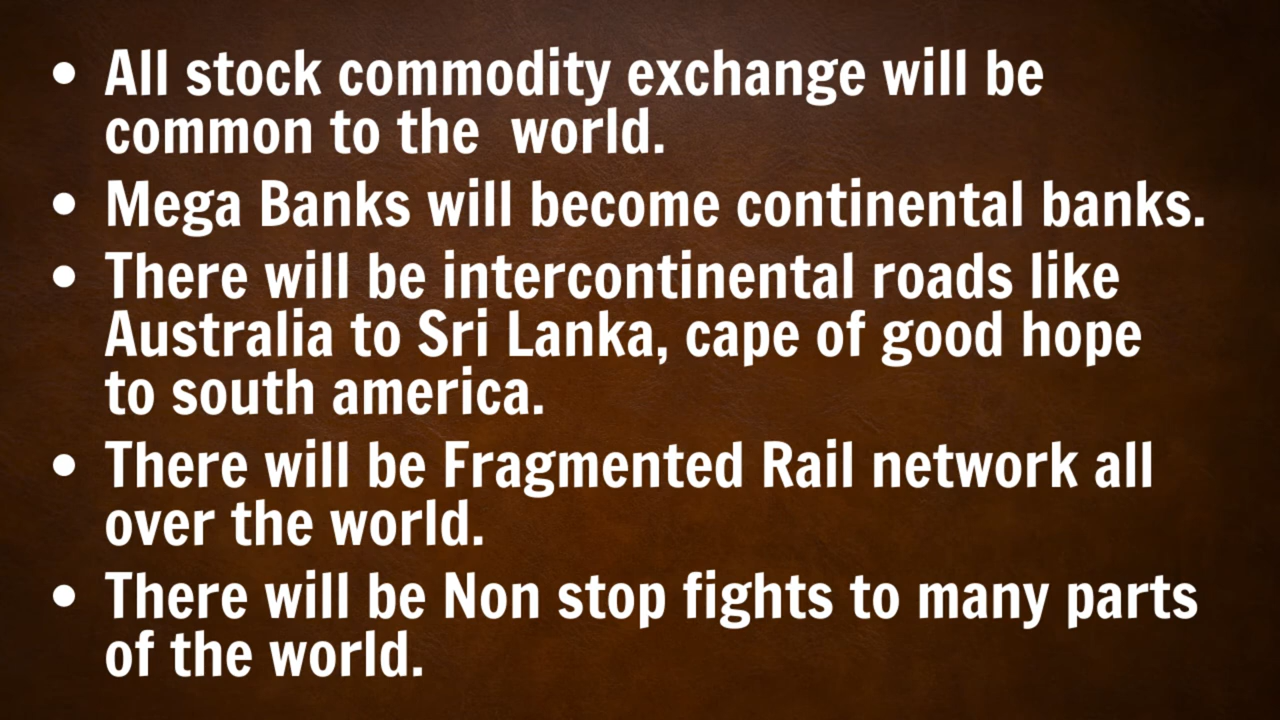 • All stock commodity exchange will be
common to the  world.
• Mega Banks will become continental banks.
• There will be intercontinental roads like
Australia to Sri Lanka, cape of good hope
to south america.
• There will be Fragmented Rail network all
over the world.
• There will be Non stop fights to many parts
of the world.